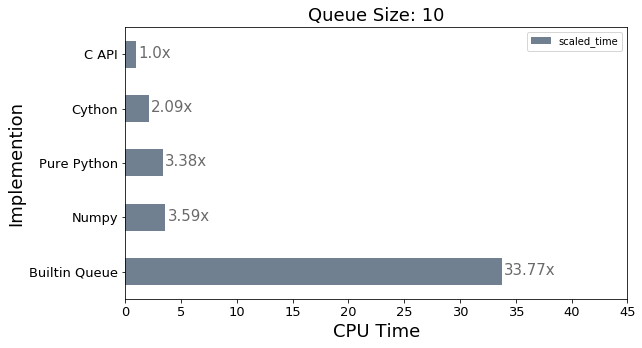 Queue Size: 10
scaled_time
C API
1.0x
Cython
2.09x
Pure Python
3.38x
Numpy
3.59x
Builtin Queue
33.77x
Implemention
0 5 10 15 20 25 30 35 40 45
CPU Time